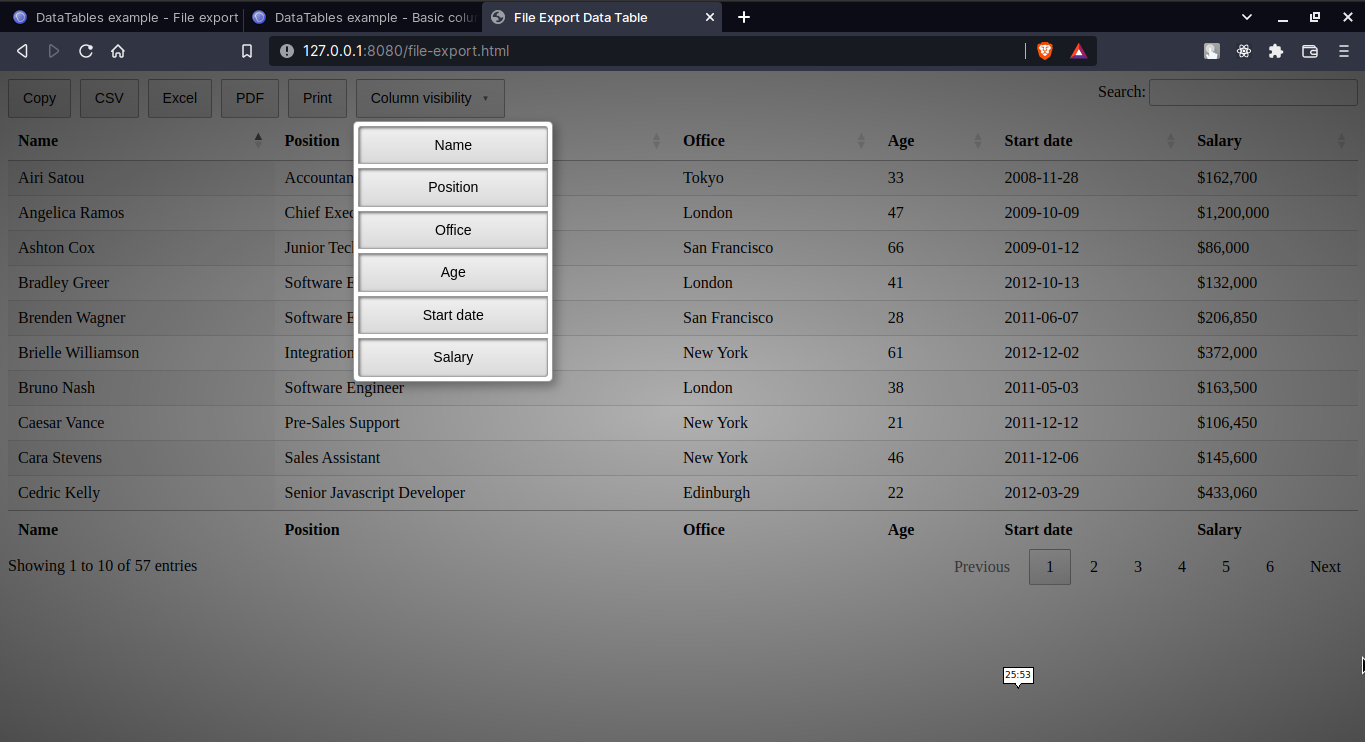 DataTables example - File export
DataTables example - Basic colu
File Export Data Table
127.0.0.1:8080/file-export.html
Copy CSV Excel PDF Print Column visibility
Search:
Name Position Office Age Start date Salary
Name
Position
Office
Age
Start date
Salary
Airi Satou Accountan Tokyo 33 2008-11-28 $162,700
Angelica Ramos Chief Exec London 47 2009-10-09 $1,200,000
Ashton Cox Junior Tec San Francisco 66 2009-01-12 $86,000
Bradley Greer Software E London 41 2012-10-13 $132,000
Brenden Wagner Software E San Francisco 28 2011-06-07 $206,850
Brielle Williamson Integration New York 61 2012-12-02 $372,000
Bruno Nash Software Engineer London 38 2011-05-03 $163,500
Caesar Vance Pre-Sales Support New York 21 2011-12-12 $106,450
Cara Stevens Sales Assistant New York 46 2011-12-06 $145,600
Cedric Kelly Senior Javascript Developer Edinburgh 22 2012-03-29 $433,060
Name Position Office Age Start date Salary
Showing 1 to 10 of 57 entries
Previous 1 2 3 4 5 6 Next
25:53